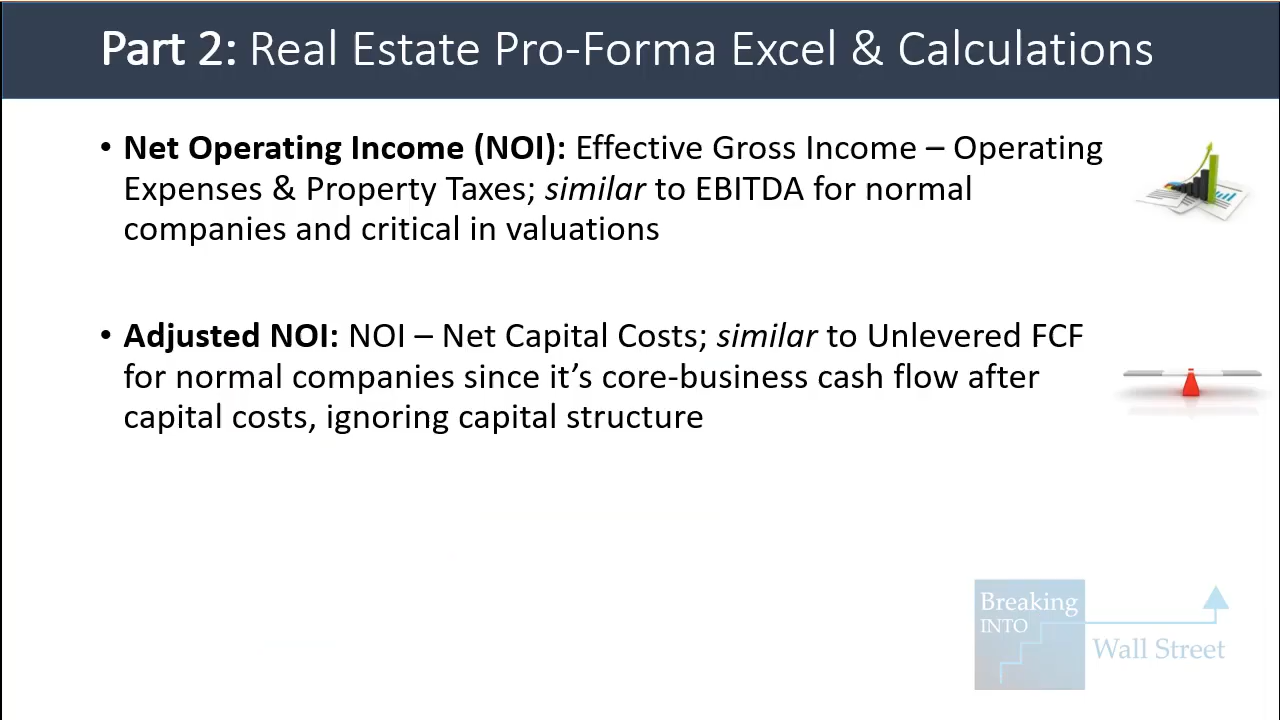 Part 2: Real Estate Pro-Forma Excel & Calculations
• Net Operating Income (NOI): Effective Gross Income – Operating
Expenses & Property Taxes; similar to EBITDA for normal
companies and critical in valuations
• Adjusted NOI: NOI – Net Capital Costs; similar to Unlevered FCF
for normal companies since it’s core-business cash flow after
capital costs, ignoring capital structure
Breaking
INTO
Wall Street